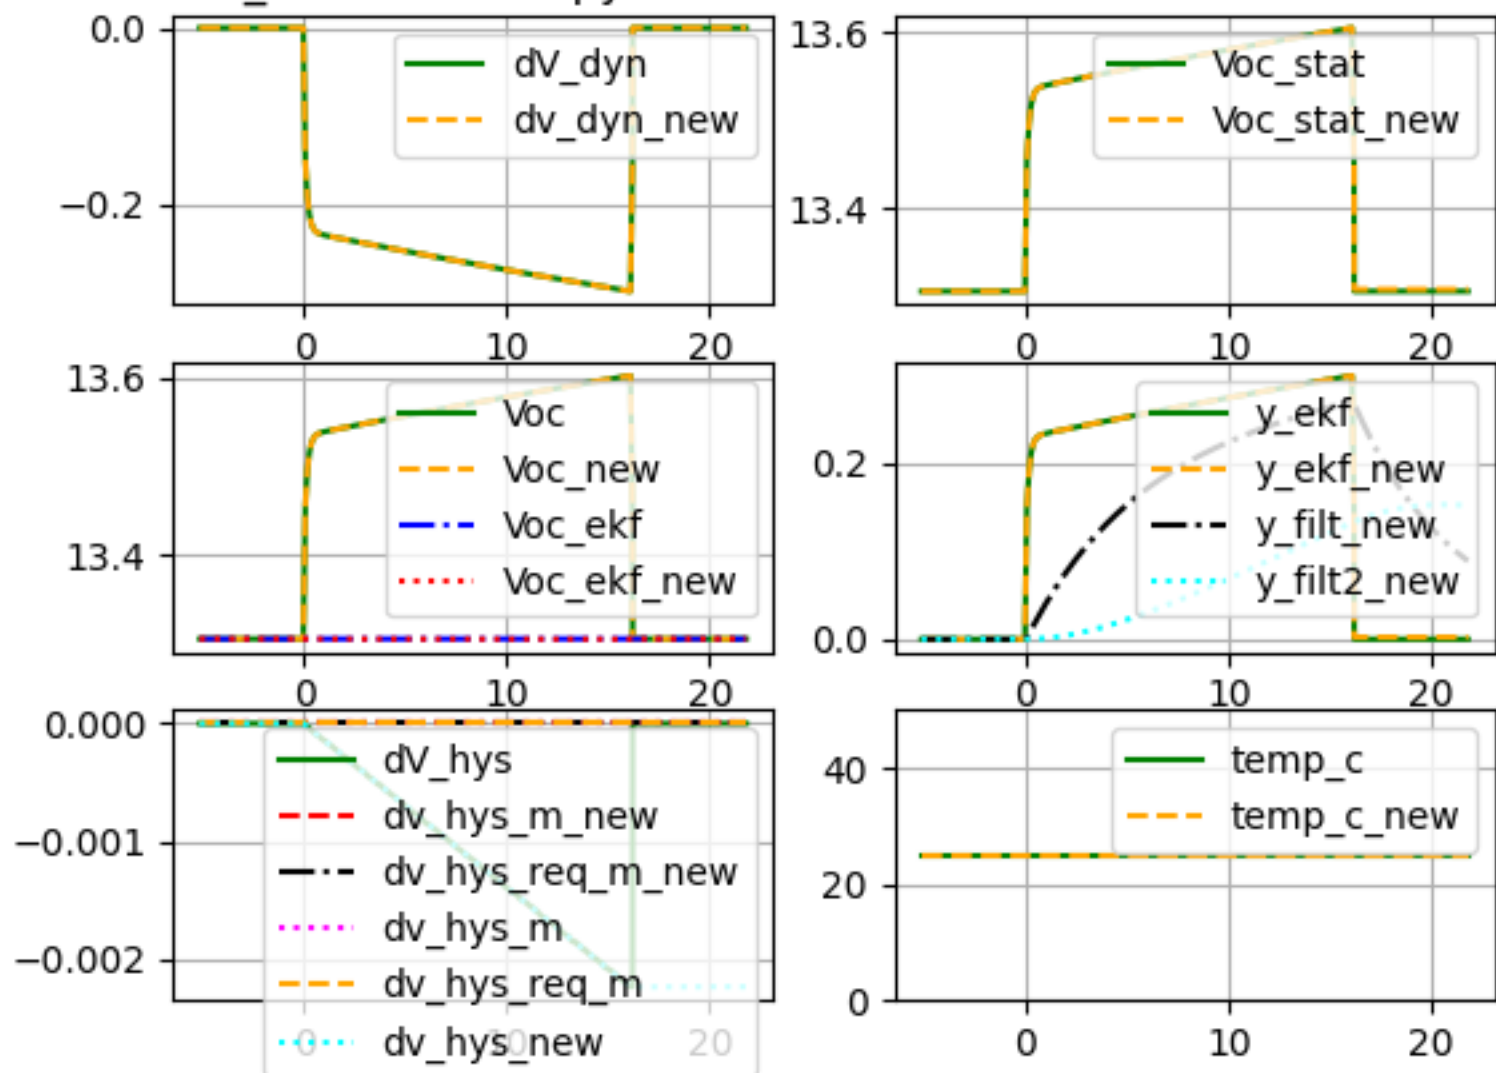 0.0
−0.2
0 10 20
dV_dyn
dv_dyn_new
13.6
13.4
0 10 20
Voc_stat
Voc_stat_new
13.6
13.4
0 10 20
Voc
Voc_new
Voc_ekf
Voc_ekf_new
0.2
0.0
0 10 20
y_ekf
y_ekf_new
y_filt_new
y_filt2_new
0.000
−0.001
−0.002
0 10 20
dV_hys
dv_hys_m_new
dv_hys_req_m_new
dv_hys_m
dv_hys_req_m
dv_hys_new
40
20
0
0 10 20
temp_c
temp_c_new